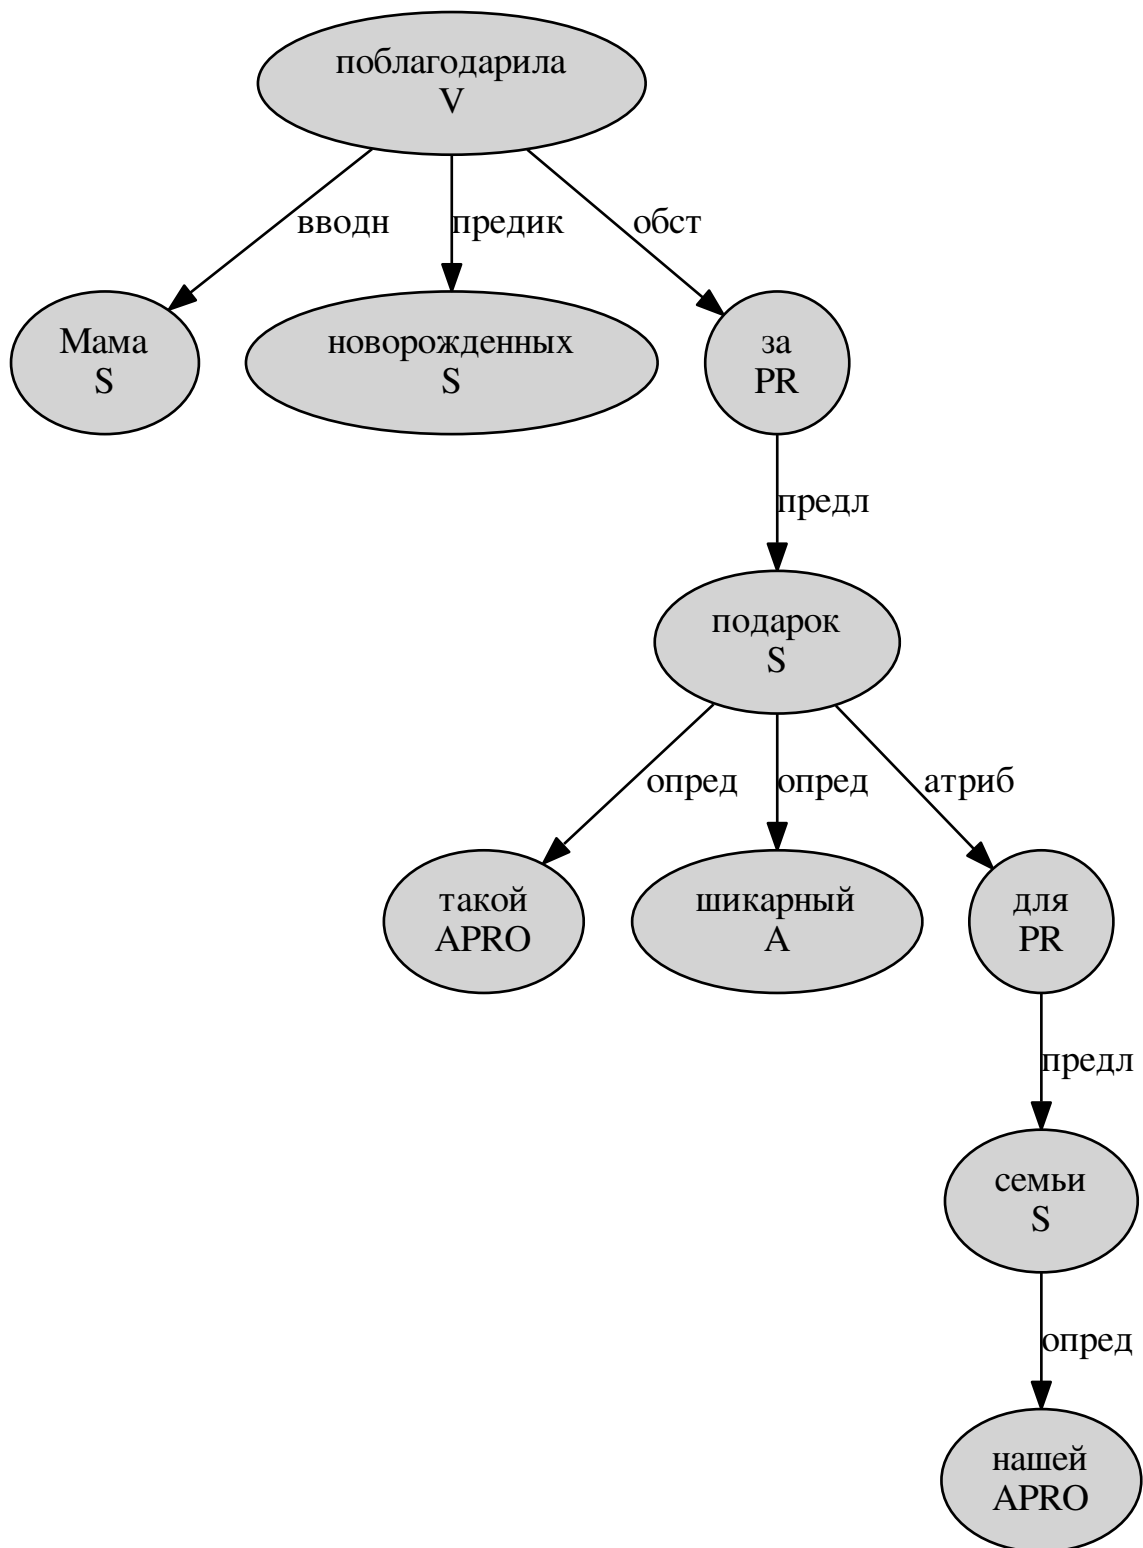 поблагодарила
V
вводн
предик
обст
Мама
S
новорожденных
S
за
PR
предл
подарок
S
опред
опред
атриб
такой
APRO
шикарный
A
для
PR
предл
семьи
S
опред
нашей
APRO